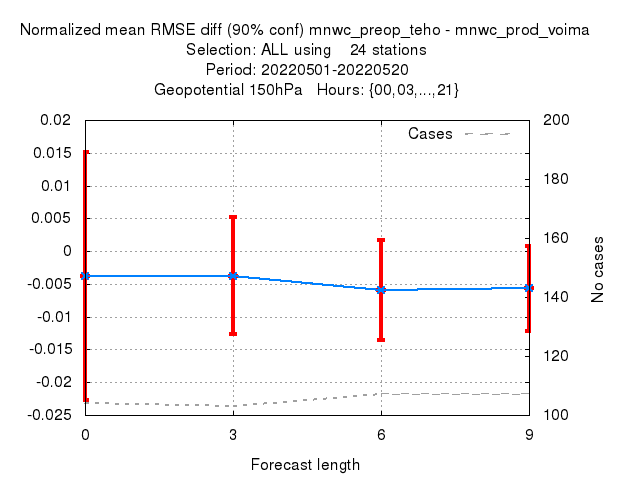 Normalized mean RMSE diff (90% conf) mnwc_preop_teho - mnwc_prod_voima
Selection: ALL using    24 stations
Period: 20220501-20220520
Geopotential 150hPa   Hours: {00,03,...,21}
0.02 200
Cases
0.015
0.01 180
0.005
0 160
-0.005
-0.01 140
-0.015 120
-0.02
-0.025 100
No cases
0 3 6 9
Forecast length